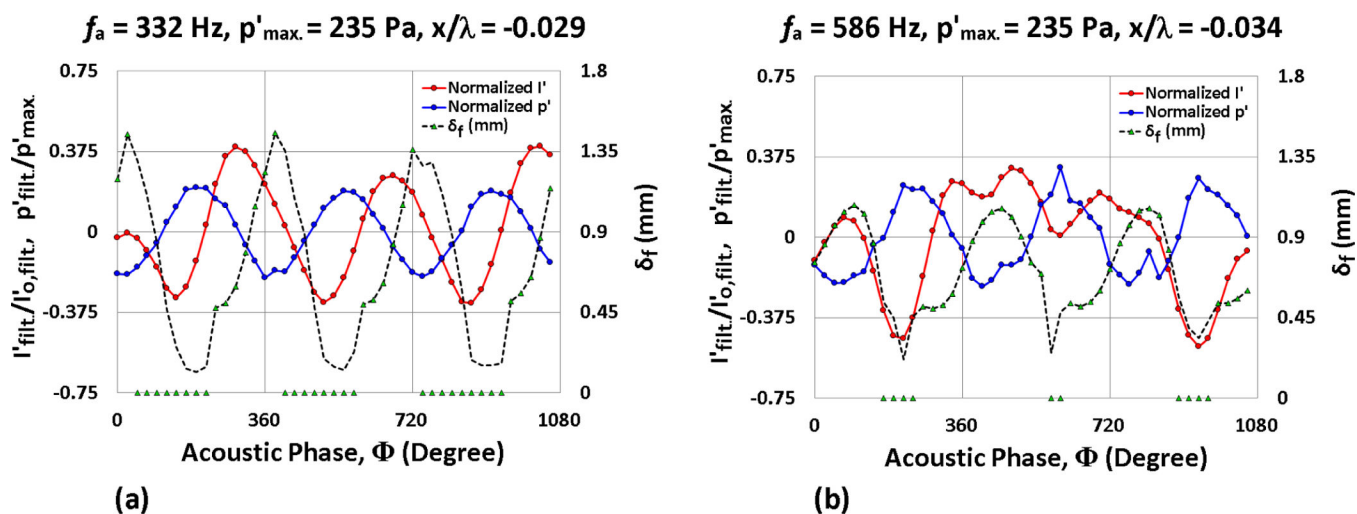 fa = 332 Hz, p'max. = 235 Pa, x/λ = -0.029
0.75
0.375
0
-0.375
-0.75
I'filt./I'o,filt., p'filt./p'max.
Normalized I'
Normalized p'
δf (mm)
1.8
1.35
0.9
0.45
0
δf (mm)
0 360 720 1080
Acoustic Phase, Φ (Degree)
(a)
fa = 586 Hz, p'max. = 235 Pa, x/λ = -0.034
0.75
0.375
0
-0.375
-0.75
I'filt./I'o,filt., p'filt./p'max.
Normalized I'
Normalized p'
δf (mm)
1.8
1.35
0.9
0.45
0
δf (mm)
0 360 720 1080
Acoustic Phase, Φ (Degree)
(b)